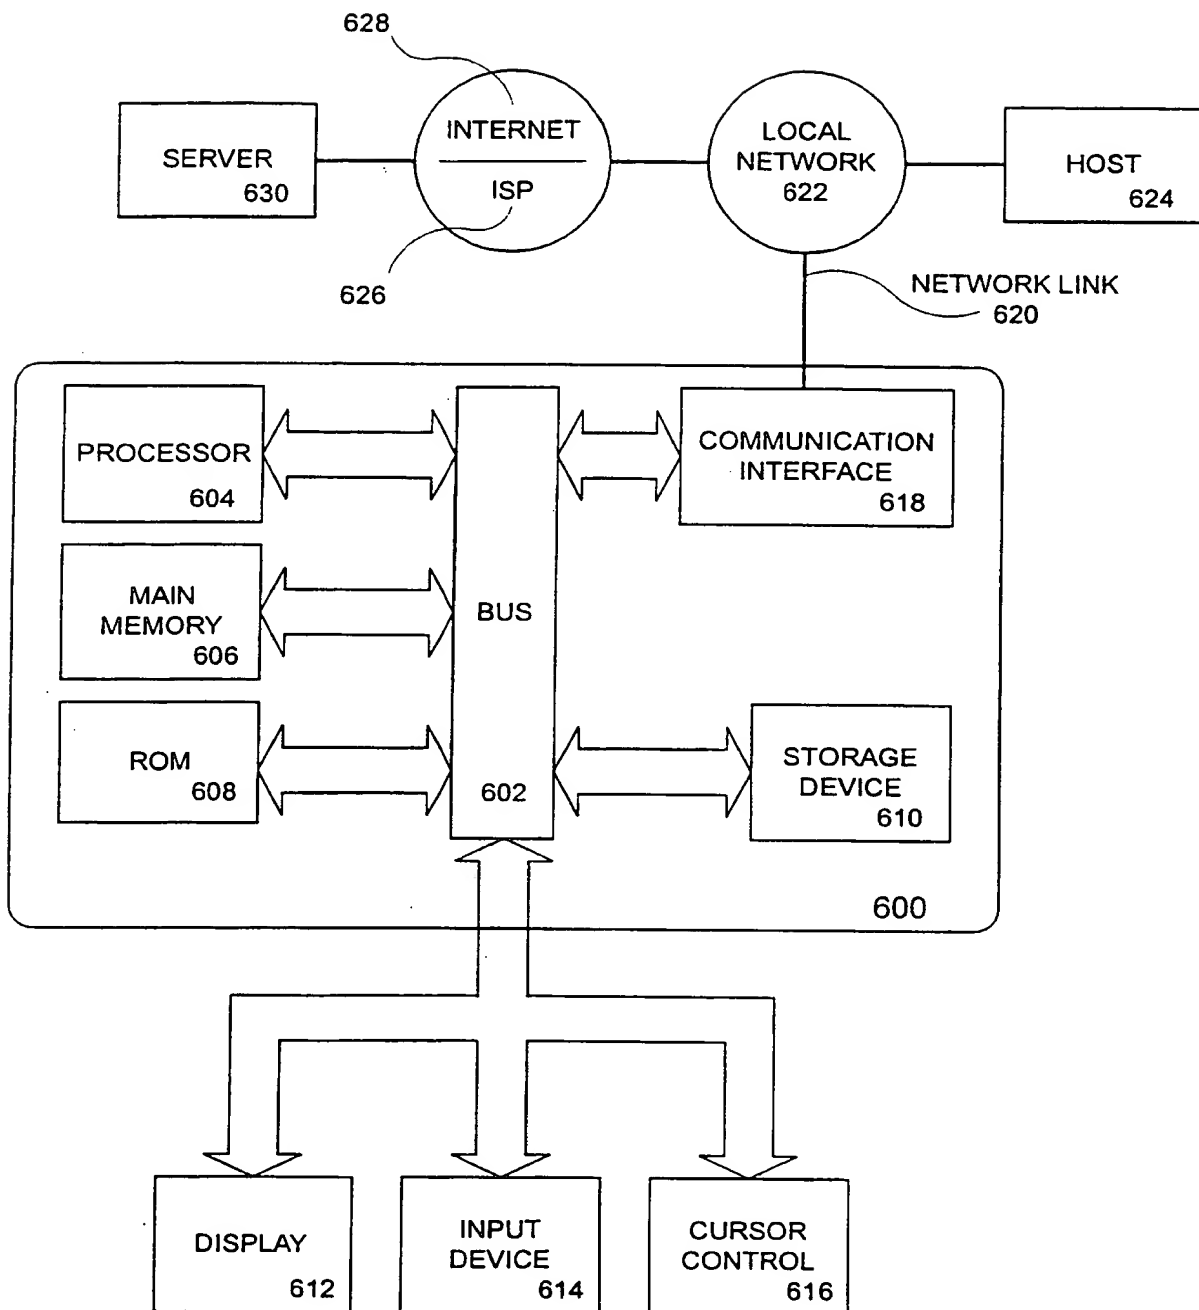 628
SERVER
630
INTERNET
ISP
626
LOCAL
NETWORK
622
HOST
624
NETWORK LINK
620
PROCESSOR
604
COMMUNICATION
INTERFACE
618
MAIN
MEMORY
606
BUS
602
ROM
608
STORAGE
DEVICE
610
600
DISPLAY
612
INPUT
DEVICE
614
CURSOR
CONTROL
616